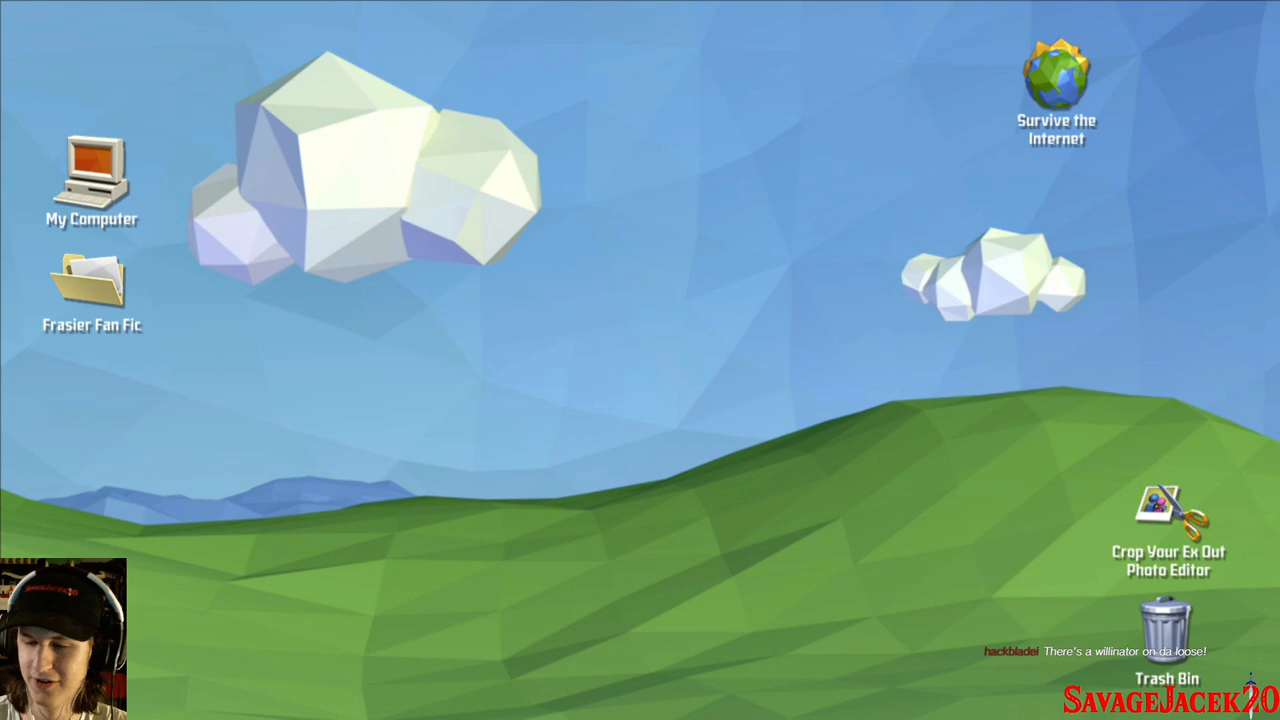 Survive the
Internet
My Computer
Frasier Fan Fic
Crop Your Ex Out
Photo Editor
hackbladei There's a willinator on da loose!
Trash Bin
SavageJacek20